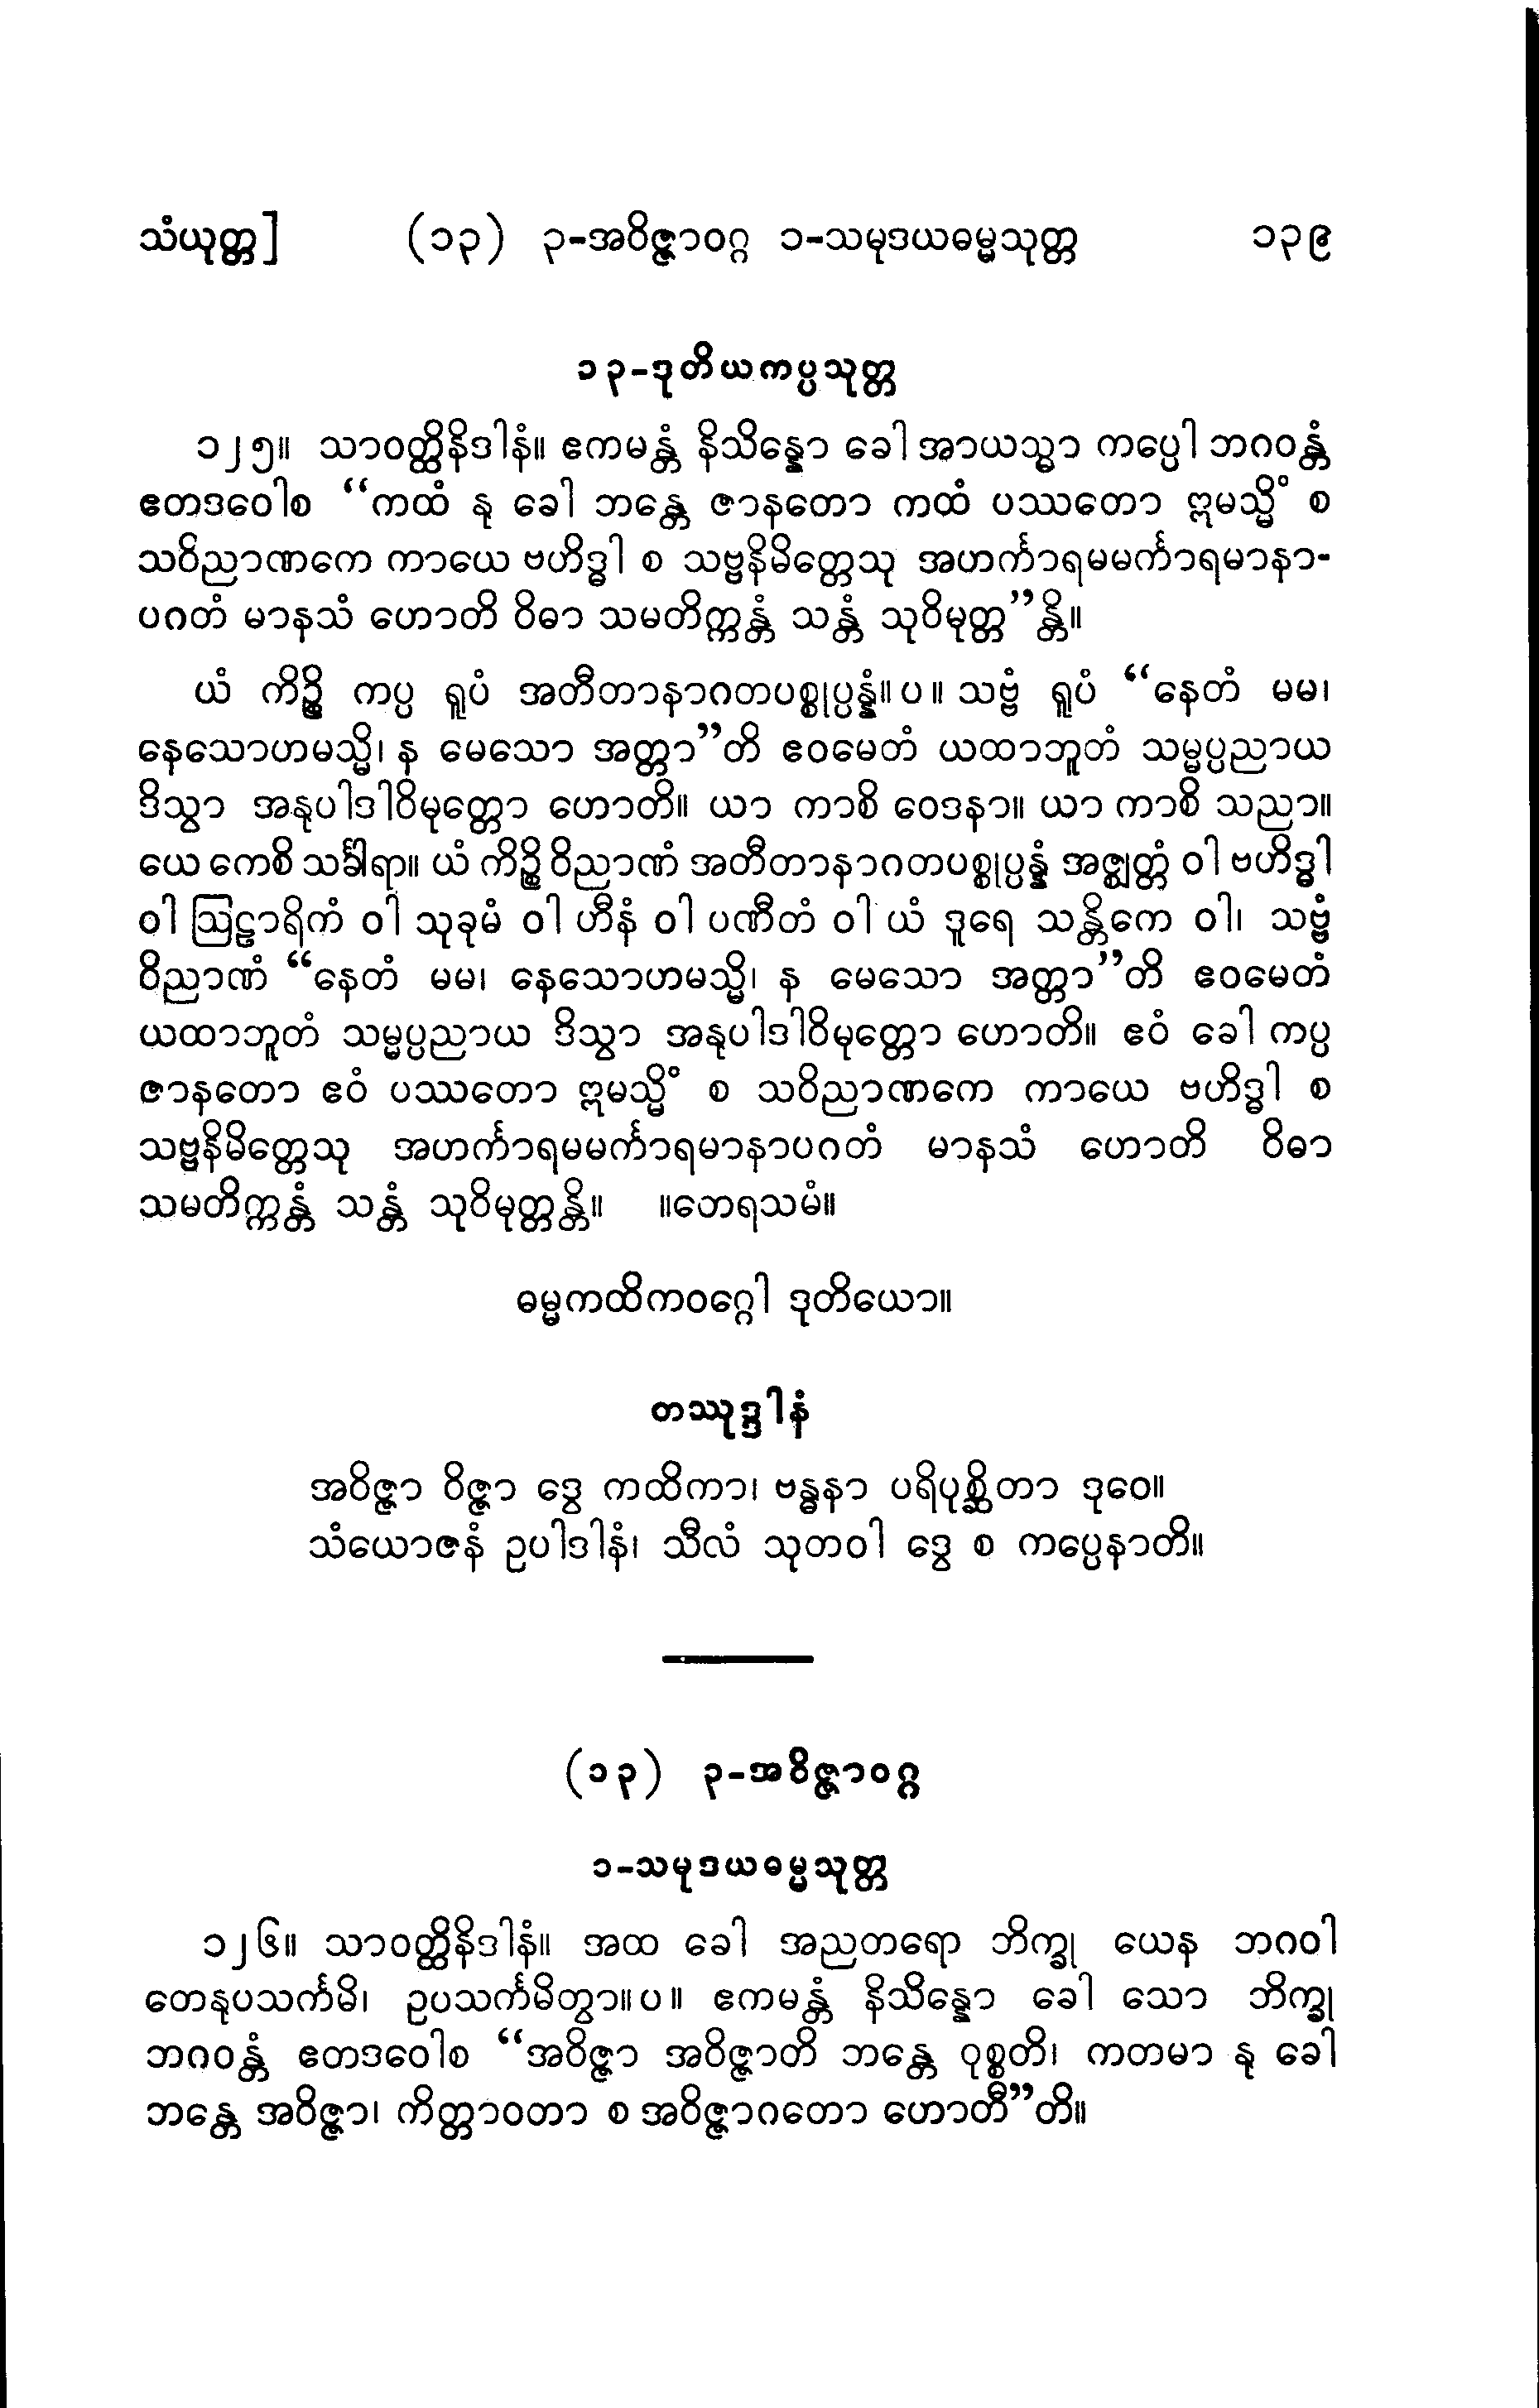 သံယုတ္တ] (၁၃) ၃-အဝိဇ္ဇာဝဂ္ဂ ၁-သမုဒယဓမ္မသုတ္တ ၁၃၉
၁၃-ဒုတိယကပ္ပသုတ္တ
၁၂၅။ သာဝတ္ထိနိဒါနံ။ ဧကမန္တံ နိသိန္နော ခေါ အာယသ္မာ ကပ္ပေါ ဘဂဝန္တံ
ဧတဒဝေါစ “ကထံ နု ခေါ ဘန္တေ ဇာနတော ကထံ ပဿတော ဣမသ္မိံ စ
သဝိညာဏကေ ကာယေ ဗဟိဒ္ဓါ စ သဗ္ဗနိမိတ္တေသု အဟင်္ကာရမမင်္ကာရမာနာ-
ပဂတံ မာနသံ ဟောတိ ဝိဓာ သမတိက္ကန္တံ သန္တံ သုဝိမုတ္တ”န္တိ။
ယံ ကိဉ္စိ ကပ္ပ ရူပံ အတီတာနာဂတပစ္စုပ္ပန္နံ။ပ။ သဗ္ဗံ ရူပံ “နေတံ မမ၊
နေသောဟမသ္မိ၊ န မေသော အတ္တာ”တိ ဧဝမေတံ ယထာဘူတံ သမ္မပ္ပညာယ
ဒိသွာ အနုပါဒါဝိမုတ္တော ဟောတိ။ ယာ ကာစိ ဝေဒနာ။ ယာ ကာစိ သညာ။
ယေ ကေစိ သင်္ခါရာ။ ယံ ကိဉ္စိ ဝိညာဏံ အတီတာနာဂတပစ္စုပ္ပန္နံ အဇ္ဈတ္တံ ဝါ ဗဟိဒ္ဓါ
ဝါ ဩဠာရိကံ ဝါ သုခုမံ ဝါ ဟီနံ ဝါ ပဏီတံ ဝါ ယံ ဒူရေ သန္တိကေ ဝါ၊ သဗ္ဗံ
ဝိညာဏံ “နေတံ မမ၊ နေသောဟမသ္မိ၊ န မေသော အတ္တာ”တိ ဧဝမေတံ
ယထာဘူတံ သမ္မပ္ပညာယ ဒိသွာ အနုပါဒါဝိမုတ္တော ဟောတိ။ ဧဝံ ခေါ ကပ္ပ
ဇာနတော ဧဝံ ပဿတော ဣမသ္မိံ စ သဝိညာဏကေ ကာယေ ဗဟိဒ္ဓါ စ
သဗ္ဗနိမိတ္တေသု အဟင်္ကာရမမင်္ကာရမာနာပဂတံ မာနသံ ဟောတိ ဝိဓာ
သမတိက္ကန္တံ သန္တံ သုဝိမုတ္တန္တိ။ ။တေရသမံ။
ဓမ္မကထိကဝဂ္ဂေါ ဒုတိယော။
တဿုဒ္ဒါနံ
အဝိဇ္ဇာ ဝိဇ္ဇာ ဒွေ ကထိကာ၊ ဗန္ဓနာ ပရိပုစ္ဆိတာ ဒုဝေ။
သံယောဇနံ ဥပါဒါနံ၊ သီလံ သုတဝါ ဒွေ စ ကပ္ပေနာတိ။
(၁၃) ၃-အဝိဇ္ဇာဝဂ္ဂ
၁-သမုဒယဓမ္မသုတ္တ
၁၂၆။ သာဝတ္ထိနိဒါနံ။ အထ ခေါ အညတရော ဘိက္ခု ယေန ဘဂဝါ
တေနုပသင်္ကမိ၊ ဥပသင်္ကမိတွာ။ပ။ ဧကမန္တံ နိသိန္နော ခေါ သော ဘိက္ခု
ဘဂဝန္တံ ဧတဒဝေါစ “အဝိဇ္ဇာ အဝိဇ္ဇာတိ ဘန္တေ ဝုစ္စတိ၊ ကတမာ နု ခေါ
ဘန္တေ အဝိဇ္ဇာ၊ ကိတ္တာဝတာ စ အဝိဇ္ဇာဂတော ဟောတီ”တိ။